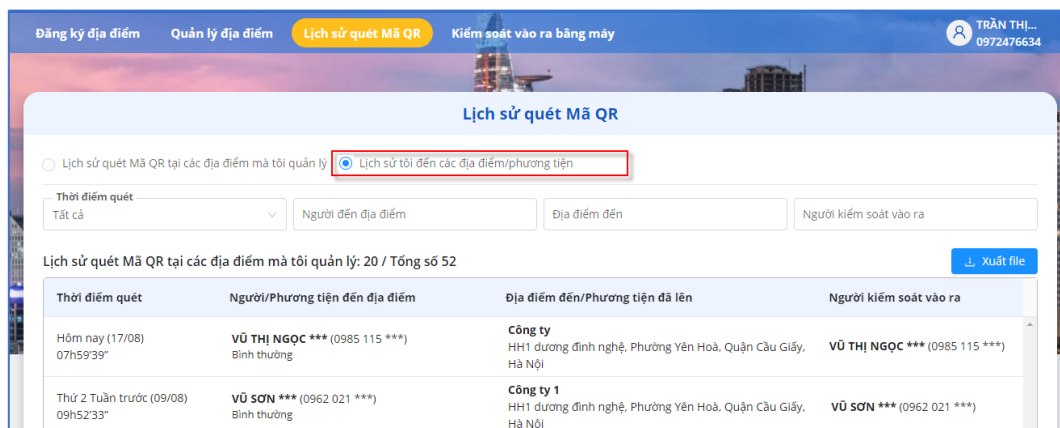 Đăng ký địa điểm Quản lý địa điểm Lịch sử quét Mã QR Kiểm soát vào ra bằng máy TRẦN THỊ...
0972476634
Lịch sử quét Mã QR
Lịch sử quét Mã QR tại các địa điểm mà tôi quản lý Lịch sử tôi đến các địa điểm/phương tiện
Thời điểm quét
Tất cả Người đến địa điểm Địa điểm đến Người kiểm soát vào ra
Lịch sử quét Mã QR tại các địa điểm mà tôi quản lý: 20 / Tổng số 52 Xuất file
Thời điểm quét Người/Phương tiện đến địa điểm Địa điểm đến/Phương tiện đã lên Người kiểm soát vào ra
Hôm nay (17/08)
07h59'39"
VŨ THỊ NGỌC *** (0985 115 ***)
Bình thường
Công ty
HH1 dương đình nghệ, Phường Yên Hoà, Quận Cầu Giấy,
Hà Nội
VŨ THỊ NGỌC *** (0985 115 ***)
Thứ 2 Tuần trước (09/08)
09h52'33"
VŨ SƠN *** (0962 021 ***)
Bình thường
Công ty 1
HH1 dương đình nghệ, Phường Yên Hoà, Quận Cầu Giấy,
Hà Nội
VŨ SƠN *** (0962 021 ***)